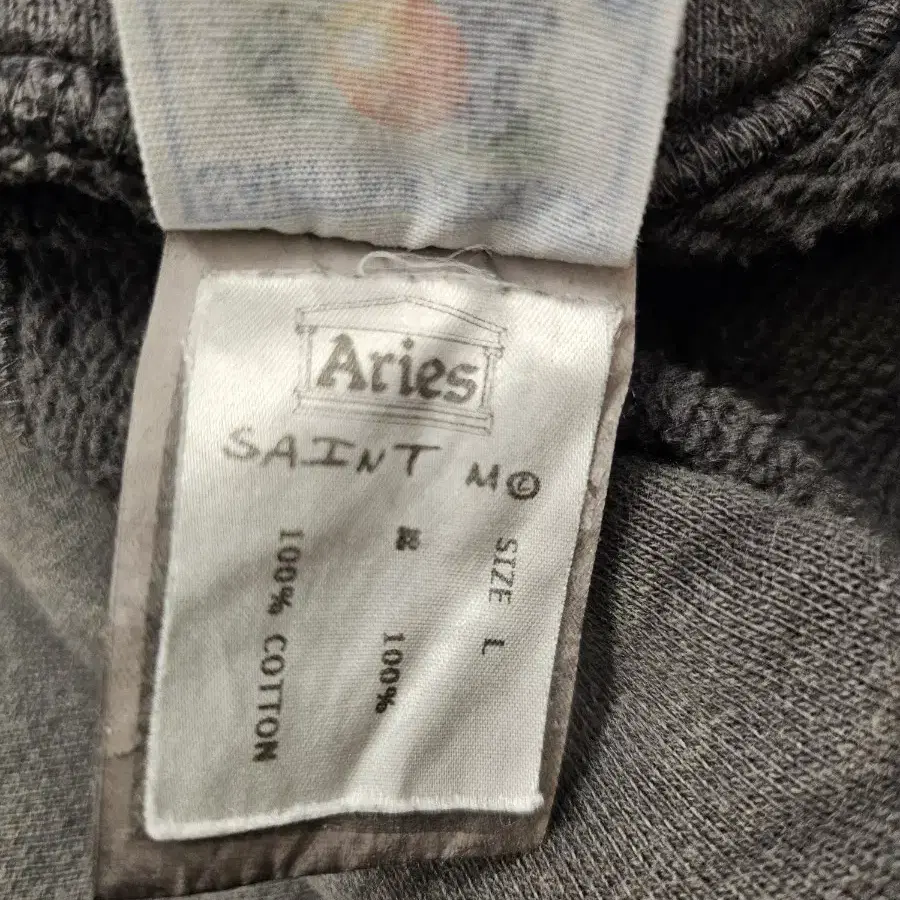 Aries
SAINT M©
SIZE L
100%
100% COTTON